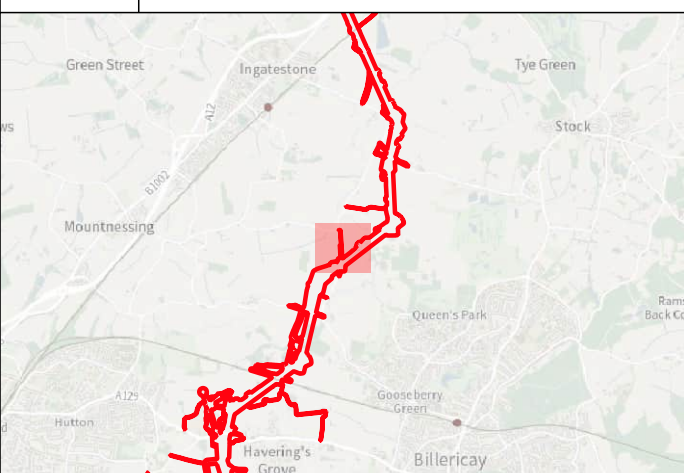 Green Street
Ingatestone
Tye Green
A12
Stock
ws
B1002
Mountnessing
Queen's Park
Rams
Back Co
A129
Gooseberry
Green
Hutton
d
Havering's
Grove
Billericay